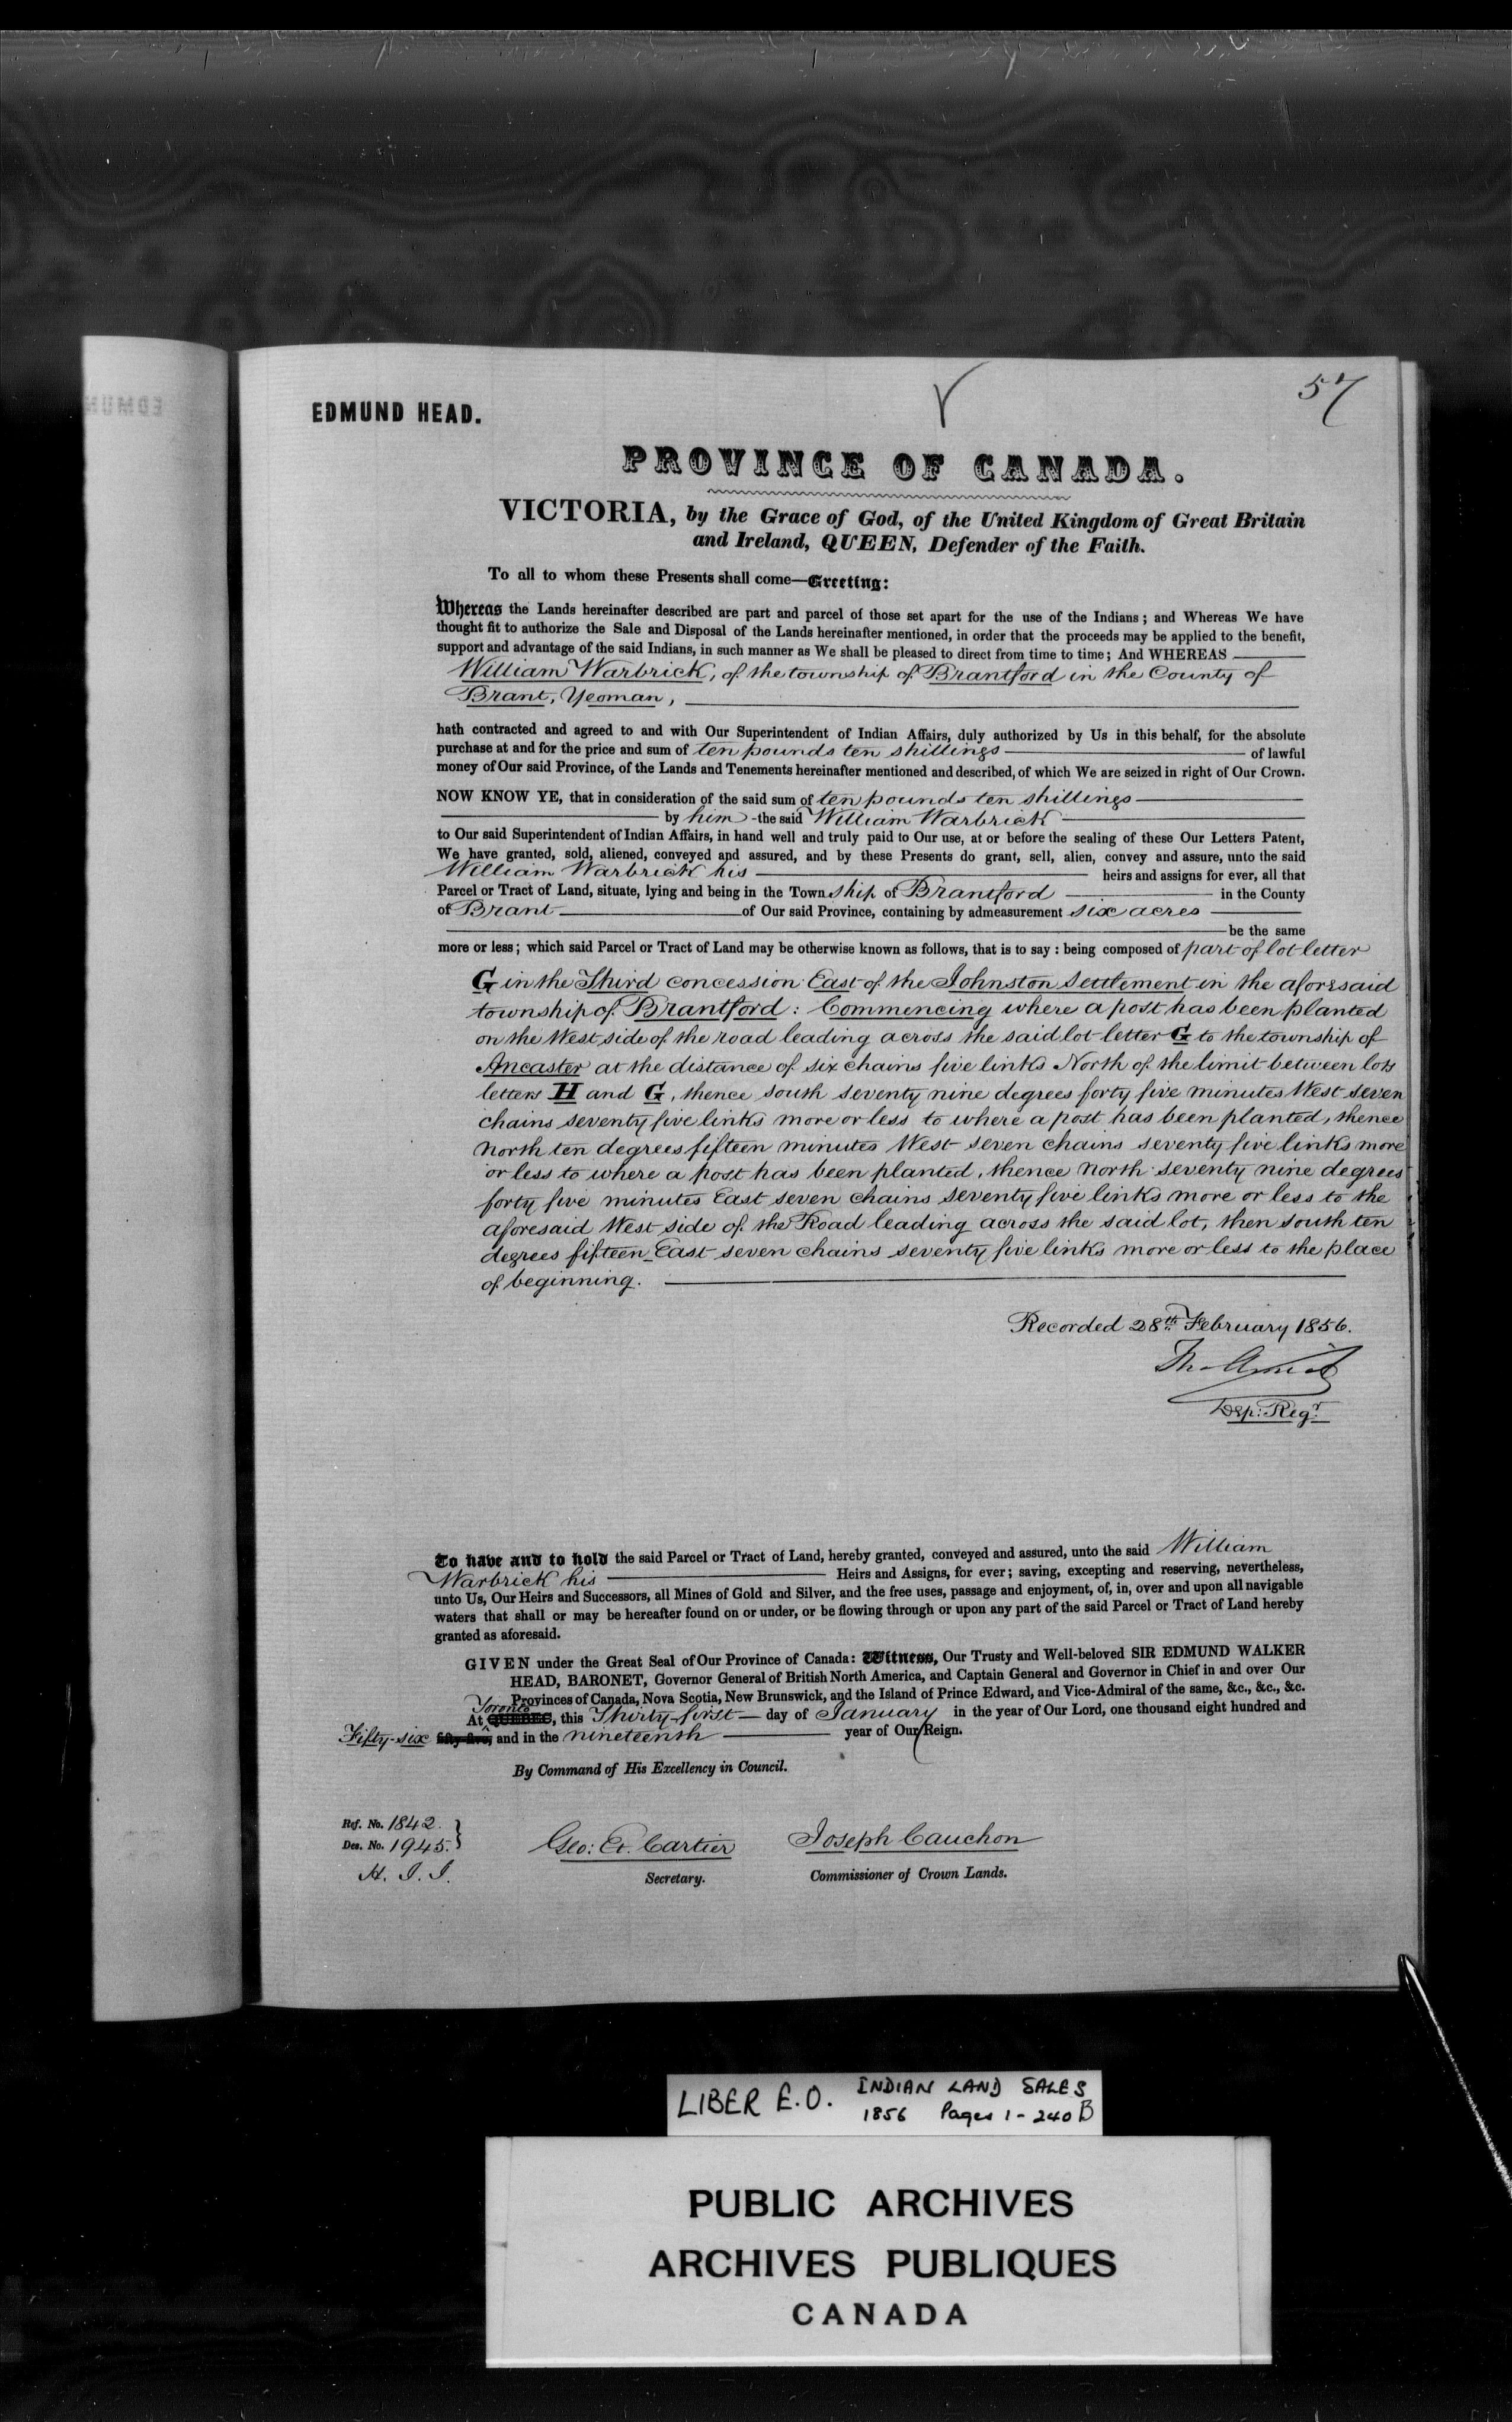 57
EDMUND HEAD.
PROVINCE OF CANADA.
VICTORIA, by the Grace of God, of the United Kingdom of Great Britain
and Ireland, QUEEN, Defender of the Faith.
To all to whom these Presents shall come—Greeting:
Whereas the Lands hereinafter described are part and parcel of those set apart for the use of the Indians; and Whereas We have
thought fit to authorize the Sale and Disposal of the Lands hereinafter mentioned, in order that the proceeds may be applied to the benefit,
support and advantage of the said Indians, in such manner as We shall be pleased to direct from time to time; And WHEREAS
William Warbrick, of the township of Brantford in the County of
Brant, Yeoman,
hath contracted and agreed to and with Our Superintendent of Indian Affairs, duly authorized by Us in this behalf, for the absolute
purchase at and for the price and sum of ten pounds ten shillings of lawful
money of Our said Province, of the Lands and Tenements hereinafter mentioned and described, of which We are seized in right of Our Crown.
NOW KNOW YE, that in consideration of the said sum of ten pounds ten shillings
by him the said William Warbrick
to Our said Superintendent of Indian Affairs, in hand well and truly paid to Our use, at or before the sealing of these Our Letters Patent,
We have granted, sold, aliened, conveyed and assured, and by these Presents do grant, sell, alien, convey and assure, unto the said
William Warbrick his heirs and assigns for ever, all that
Parcel or Tract of Land, situate, lying and being in the Township of Brantford in the County
of Brant of Our said Province, containing by admeasurement six acres
be the same
more or less; which said Parcel or Tract of Land may be otherwise known as follows, that is to say: being composed of part of lot letter
G in the Third concession East of the Johnston Settlement in the aforesaid
township of Brantford: Commencing where a post has been planted
on the West side of the road leading across the said lot letter G to the township of
Ancaster at the distance of six chains five links North of the limit between lots
letters H and G, thence south seventy nine degrees forty five minutes West seven
chains seventy five links more or less to where a post has been planted, thence
North ten degrees fifteen minutes West seven chains seventy five links more
or less to where a post has been planted, thence North seventy nine degrees
forty five minutes East seven chains seventy five links more or less to the
aforesaid West side of the Road leading across the said lot, then south ten
degrees fifteen East seven chains seventy five links more or less to the place
of beginning.
Recorded 28th February 1856.
Dep: Regr
To have and to hold the said Parcel or Tract of Land, hereby granted, conveyed and assured, unto the said William
Warbrick his Heirs and Assigns, for ever; saving, excepting and reserving, nevertheless,
unto Us, Our Heirs and Successors, all Mines of Gold and Silver, and the free uses, passage and enjoyment, of, in, over and upon all navigable
waters that shall or may be hereafter found on or under, or be flowing through or upon any part of the said Parcel or Tract of Land hereby
granted as aforesaid.
GIVEN under the Great Seal of Our Province of Canada: Witness, Our Trusty and Well-beloved SIR EDMUND WALKER
HEAD, BARONET, Governor General of British North America, and Captain General and Governor in Chief in and over Our
Provinces of Canada, Nova Scotia, New Brunswick, and the Island of Prince Edward, and Vice-Admiral of the same, &c., &c., &c.
Toronto
At QUEBEC, this Thirty-first day of January in the year of Our Lord, one thousand eight hundred and
Fifty-six fifty-five, and in the nineteenth year of Our Reign.
By Command of His Excellency in Council.
Ref. No. 1842.
Des. No. 1945.
H. I. I.
Geo: Et. Cartier
Secretary.
Joseph Cauchon
Commissioner of Crown Lands.
LIBER E.O. INDIAN LAND SALES
1856 Pages 1-240B
PUBLIC ARCHIVES
ARCHIVES PUBLIQUES
CANADA